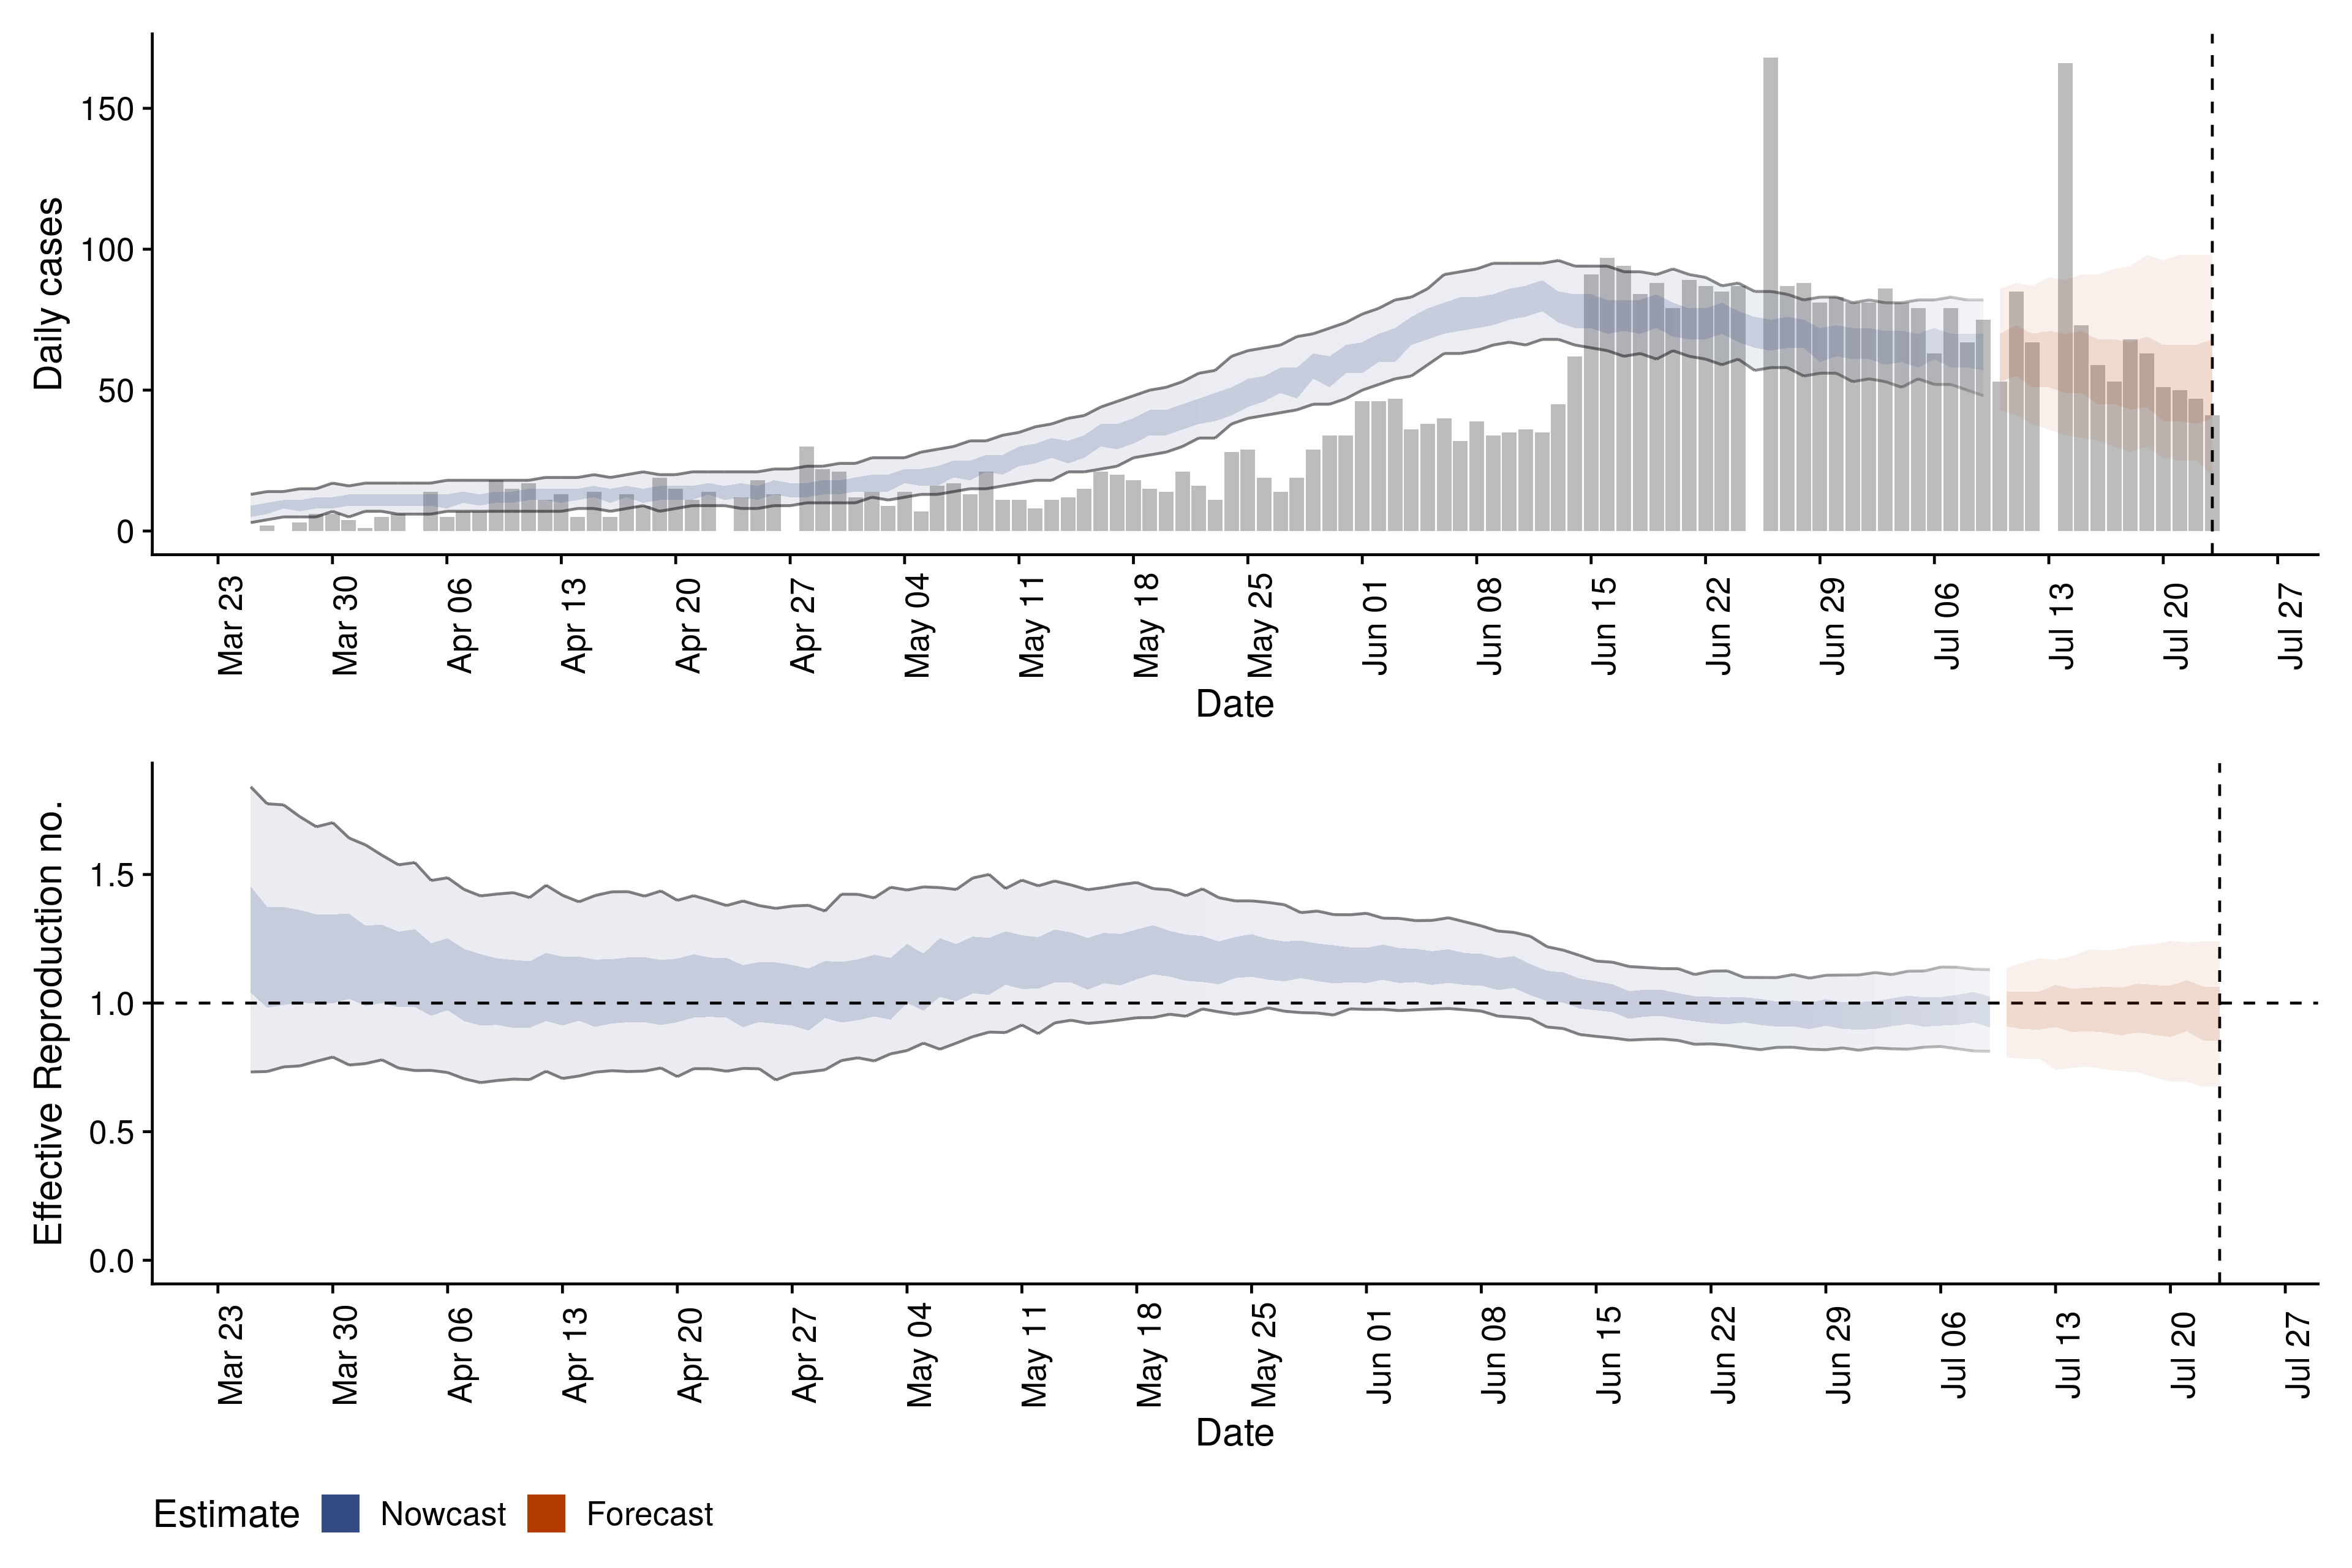 Daily cases
150
100
50
0
Mar 23
Mar 30
Apr 06
Apr 13
Apr 20
Apr 27
May 04
May 11
May 18
May 25
Jun 01
Jun 08
Jun 15
Jun 22
Jun 29
Jul 06
Jul 13
Jul 20
Jul 27
Date
Effective Reproduction no.
1.5
1.0
0.5
0.0
Mar 23
Mar 30
Apr 06
Apr 13
Apr 20
Apr 27
May 04
May 11
May 18
May 25
Jun 01
Jun 08
Jun 15
Jun 22
Jun 29
Jul 06
Jul 13
Jul 20
Jul 27
Date
Estimate Nowcast Forecast